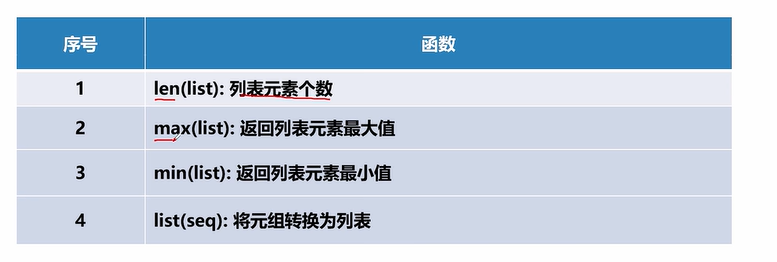 序号 函数
1 len(list): 列表元素个数
2 max(list): 返回列表元素最大值
3 min(list): 返回列表元素最小值
4 list(seq): 将元组转换为列表